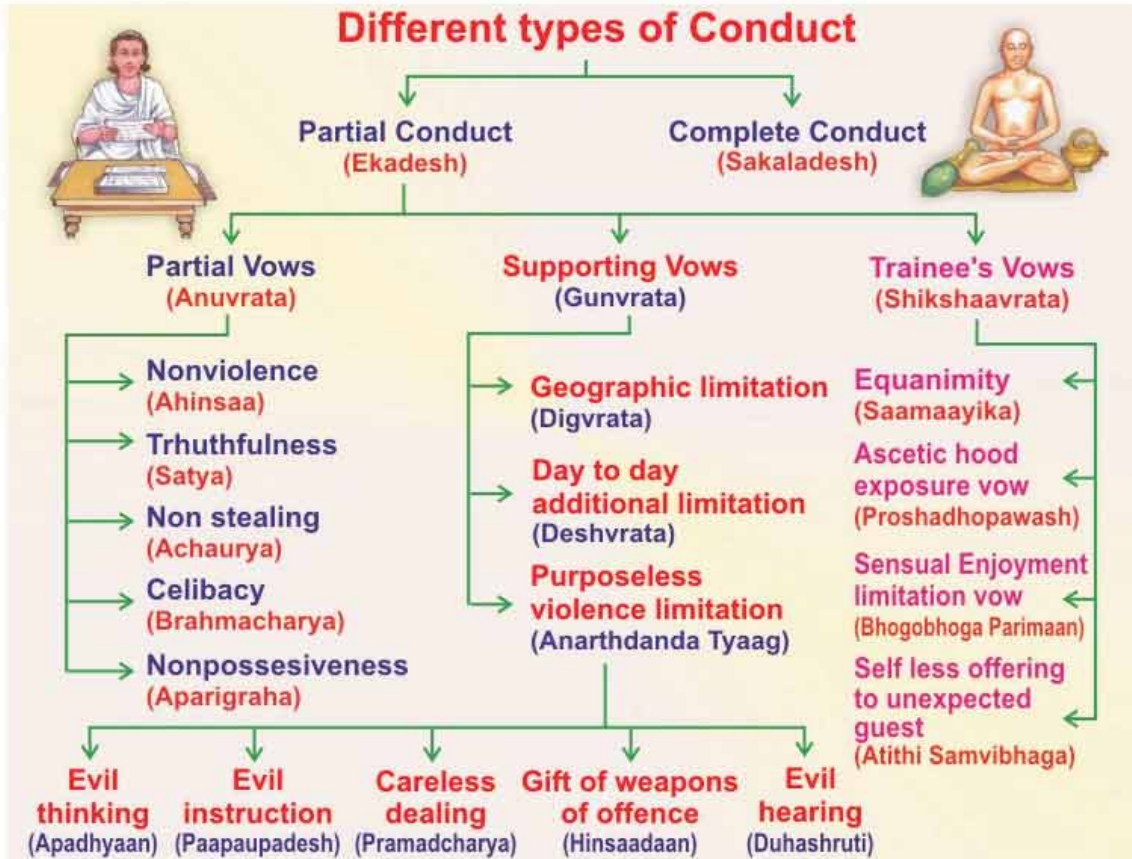 Different types of Conduct
Partial Conduct
(Ekadesh)
Complete Conduct
(Sakaladesh)
Partial Vows
(Anuvrata)
Supporting Vows
(Gunvrata)
Trainee's Vows
(Shikshaavrata)
Nonviolence
(Ahinsaa)
Trhuthfulness
(Satya)
Non stealing
(Achaurya)
Celibacy
(Brahmacharya)
Nonpossesiveness
(Aparigraha)
Geographic limitation
(Digvrata)
Day to day
additional limitation
(Deshvrata)
Purposeless
violence limitation
(Anarthdanda Tyaag)
Equanimity
(Saamaayika)
Ascetic hood
exposure vow
(Proshadhopawash)
Sensual Enjoyment
limitation vow
(Bhogobhoga Parimaan)
Self less offering
to unexpected
guest
(Atithi Samvibhaga)
Evil
thinking
(Apadhyaan)
Evil
instruction
(Paapaupadesh)
Careless
dealing
(Pramadcharya)
Gift of weapons
of offence
(Hinsaadaan)
Evil
hearing
(Duhashruti)